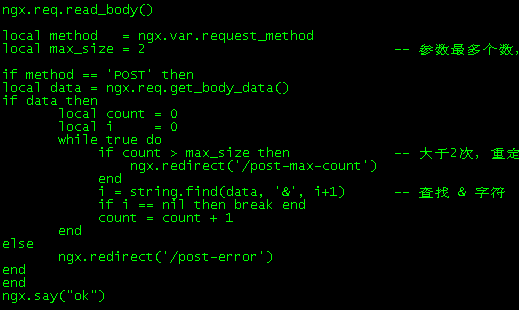 ngx.req.read_body()
local method   = ngx.var.request_method
local max_size = 2                              -- 参数最多个数,
if method == 'POST' then
local data = ngx.req.get_body_data()
if data then
        local count = 0
        local i     = 0
        while true do
             if count > max_size then             -- 大于2次, 重定
                 ngx.redirect('/post-max-count')
             end
             i = string.find(data, '&', i+1)      -- 查找 & 字符
             if i == nil then break end
             count = count + 1
        end
else
        ngx.redirect('/post-error')
end
end
ngx.say("ok")